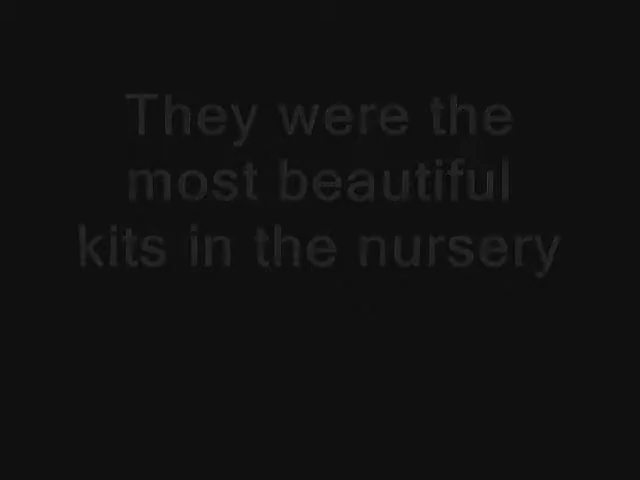 They were the
most beautiful
kits in the nursery